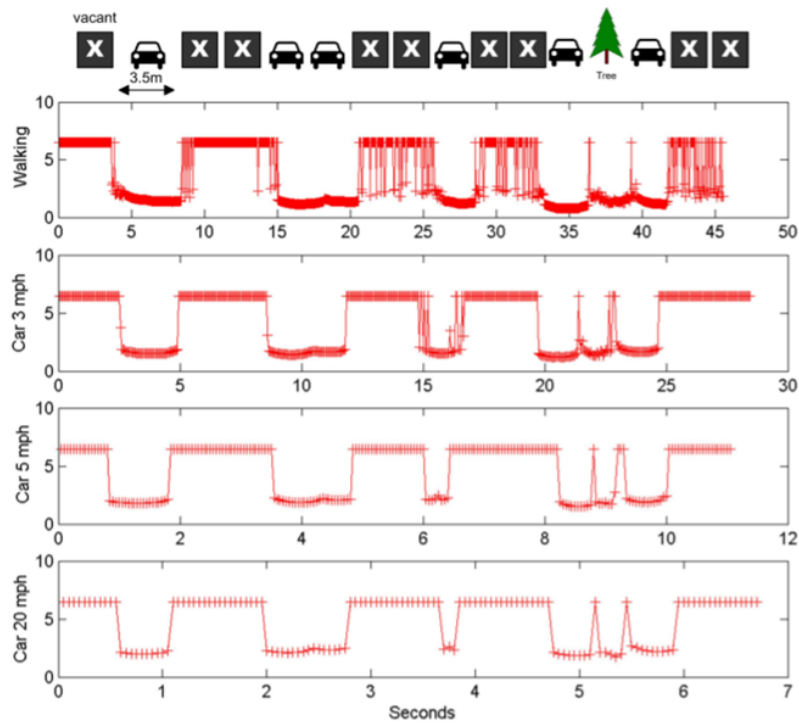 vacant
X X X X X X X X X
3.5m
Tree
10
5
0
Walking
0 5 10 15 20 25 30 35 40 45 50
10
5
0
Car 3 mph
0 5 10 15 20 25 30
10
5
0
Car 5 mph
0 2 4 6 8 10 12
10
5
0
Car 20 mph
0 1 2 3 4 5 6 7
Seconds